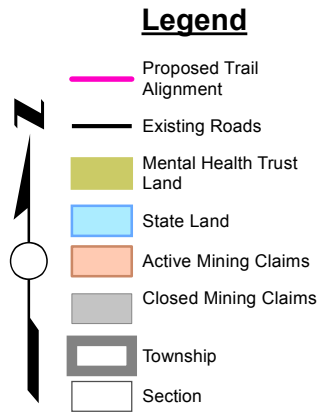 Legend
Proposed Trail
Alignment
Existing Roads
Mental Health Trust
Land
State Land
Active Mining Claims
Closed Mining Claims
Township
Section
N